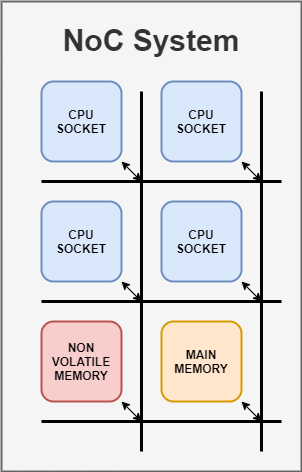 NoC System
CPU
SOCKET
CPU
SOCKET
CPU
SOCKET
CPU
SOCKET
NON
VOLATILE
MEMORY
MAIN
MEMORY